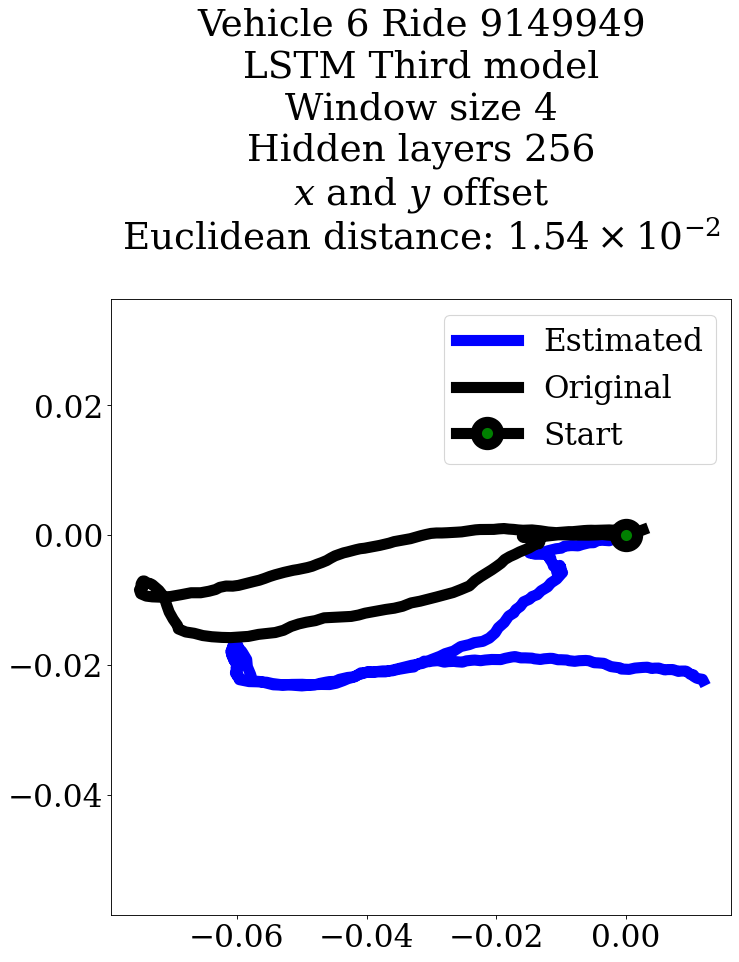 Vehicle 6 Ride 9149949
LSTM Third model
Window size 4
Hidden layers 256
x and y offset
Euclidean distance: 1.54 × 10⁻²
Estimated
Original
Start
0.02
0.00
−0.02
−0.04
−0.06 −0.04 −0.02 0.00